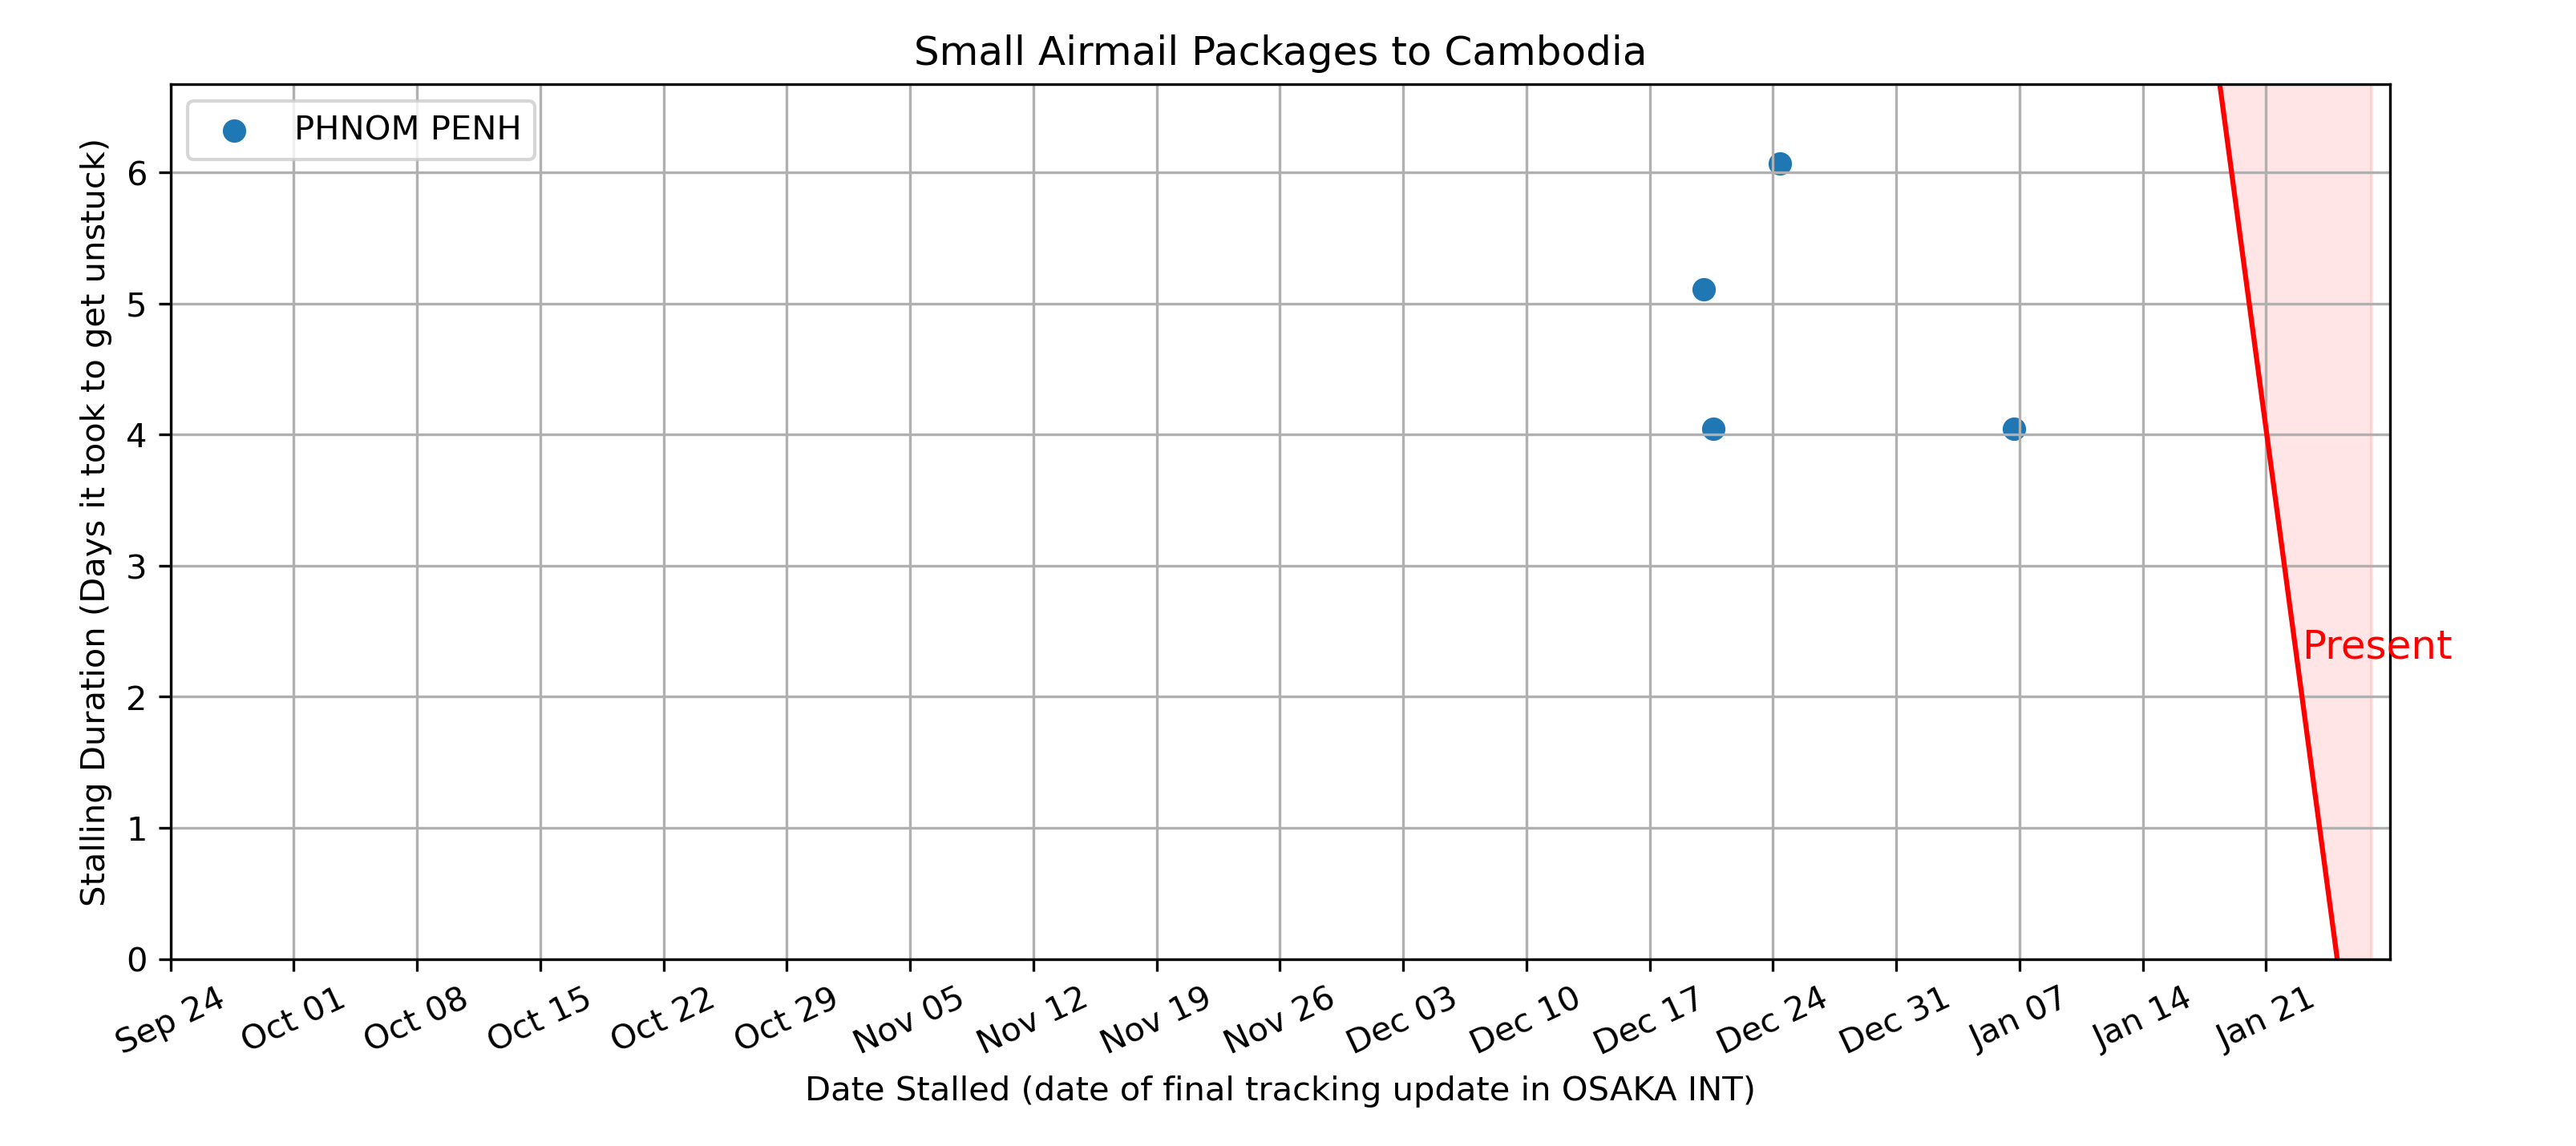 Small Airmail Packages to Cambodia
PHNOM PENH
Stalling Duration (Days it took to get unstuck)
6
5
4
3
2
1
0
Present
Sep 24 Oct 01 Oct 08 Oct 15 Oct 22 Oct 29 Nov 05 Nov 12 Nov 19 Nov 26 Dec 03 Dec 10 Dec 17 Dec 24 Dec 31 Jan 07 Jan 14 Jan 21
Date Stalled (date of final tracking update in OSAKA INT)